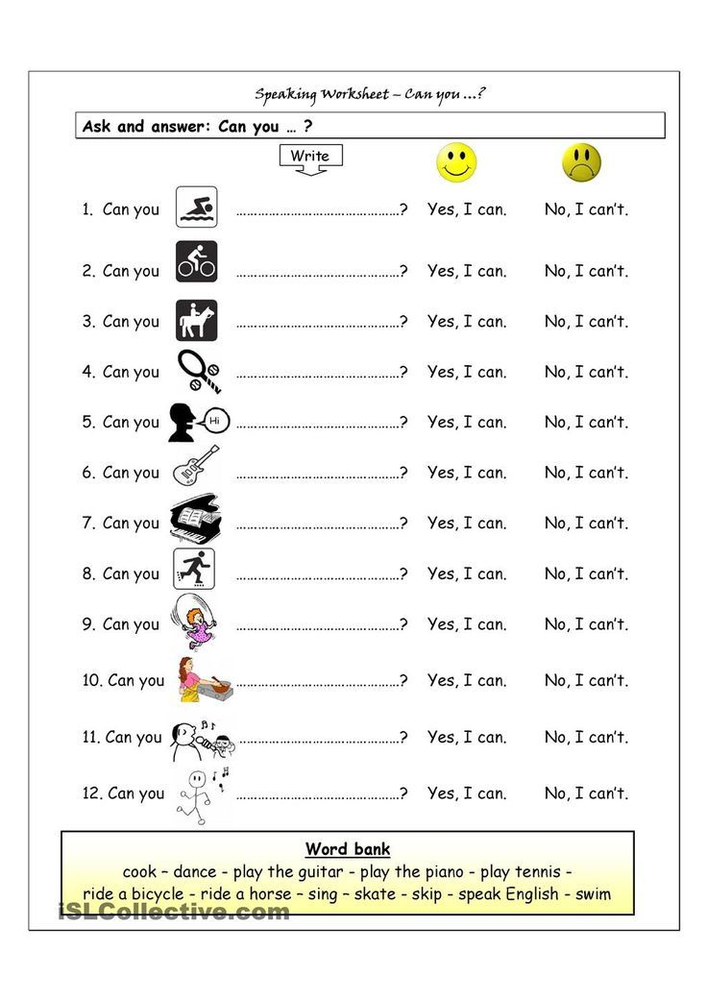 Speaking Worksheet – Can you ...?
Ask and answer: Can you … ?
Write
1. Can you ………………………………………? Yes, I can. No, I can't.
2. Can you ………………………………………? Yes, I can. No, I can't.
3. Can you ………………………………………? Yes, I can. No, I can't.
4. Can you ………………………………………? Yes, I can. No, I can't.
5. Can you Hi ………………………………………? Yes, I can. No, I can't.
6. Can you ………………………………………? Yes, I can. No, I can't.
7. Can you ………………………………………? Yes, I can. No, I can't.
8. Can you ………………………………………? Yes, I can. No, I can't.
9. Can you ………………………………………? Yes, I can. No, I can't.
10. Can you ………………………………………? Yes, I can. No, I can't.
11. Can you ………………………………………? Yes, I can. No, I can't.
12. Can you ………………………………………? Yes, I can. No, I can't.
Word bank
cook – dance - play the guitar - play the piano - play tennis -
ride a bicycle - ride a horse – sing – skate - skip - speak English - swim
iSLCollective.com